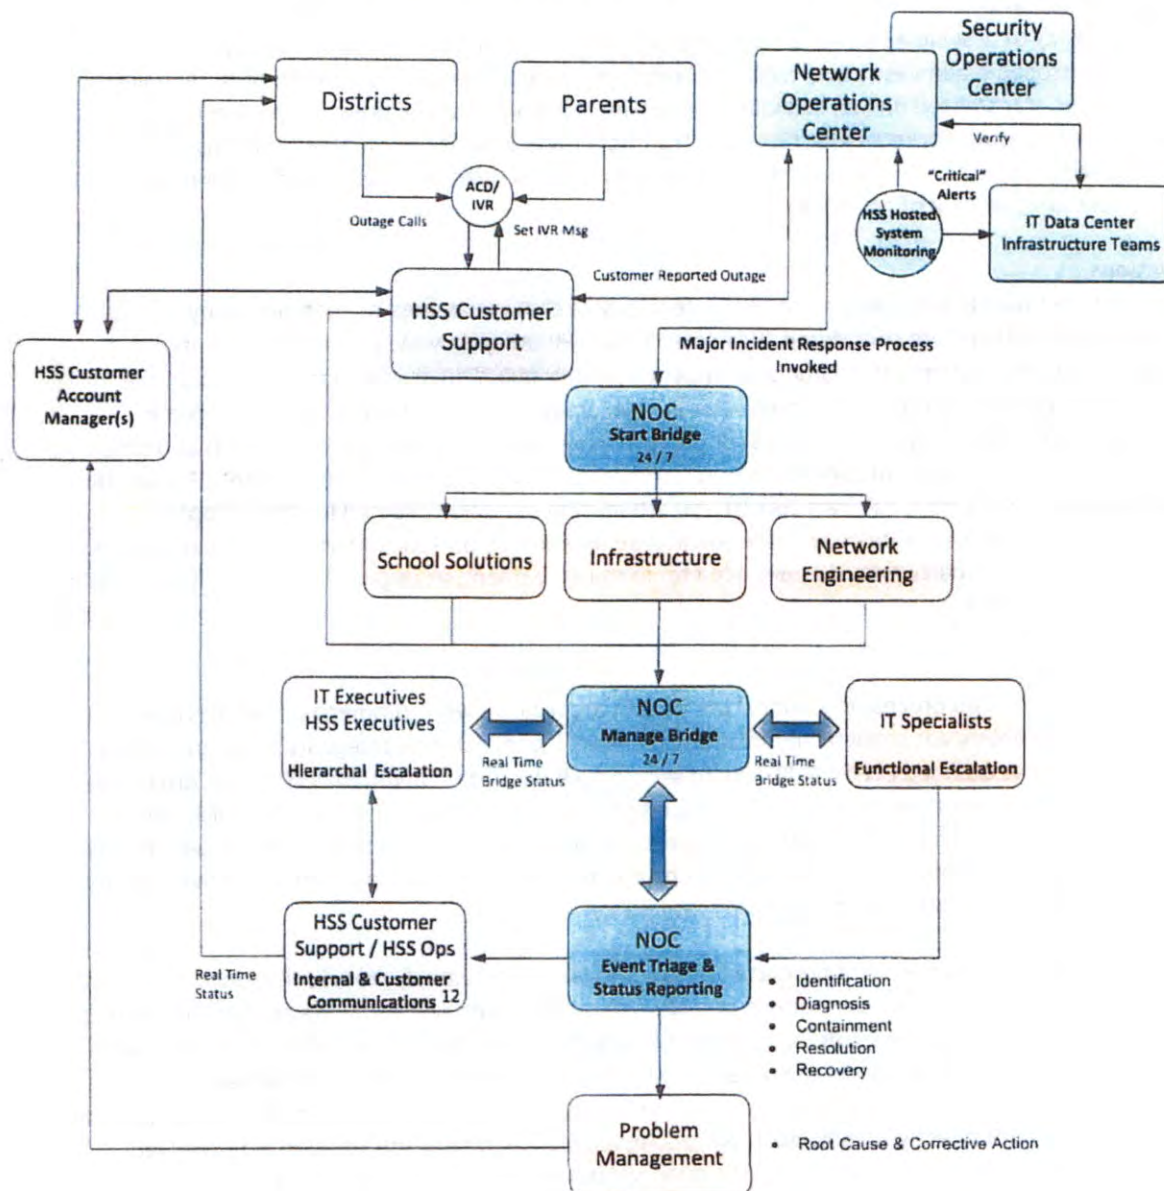 Security
Operations
Center
Network
Operations
Center
Districts
Parents
Verify
ACD/
IVR
"Critical"
Alerts
Outage Calls
Set IVR Msg
HSS Hosted
System
Monitoring
IT Data Center
Infrastructure Teams
Customer Reported Outage
HSS Customer
Support
Major Incident Response Process
Invoked
HSS Customer
Account
Manager(s)
NOC
Start Bridge
24 / 7
School Solutions
Infrastructure
Network
Engineering
IT Executives
HSS Executives
Hierarchal Escalation
Real Time
Bridge Status
NOC
Manage Bridge
24 / 7
Real Time
Bridge Status
IT Specialists
Functional Escalation
HSS Customer
Support / HSS Ops
Internal & Customer
Communications 12
Real Time
Status
NOC
Event Triage &
Status Reporting
• Identification
• Diagnosis
• Containment
• Resolution
• Recovery
Problem
Management
• Root Cause & Corrective Action